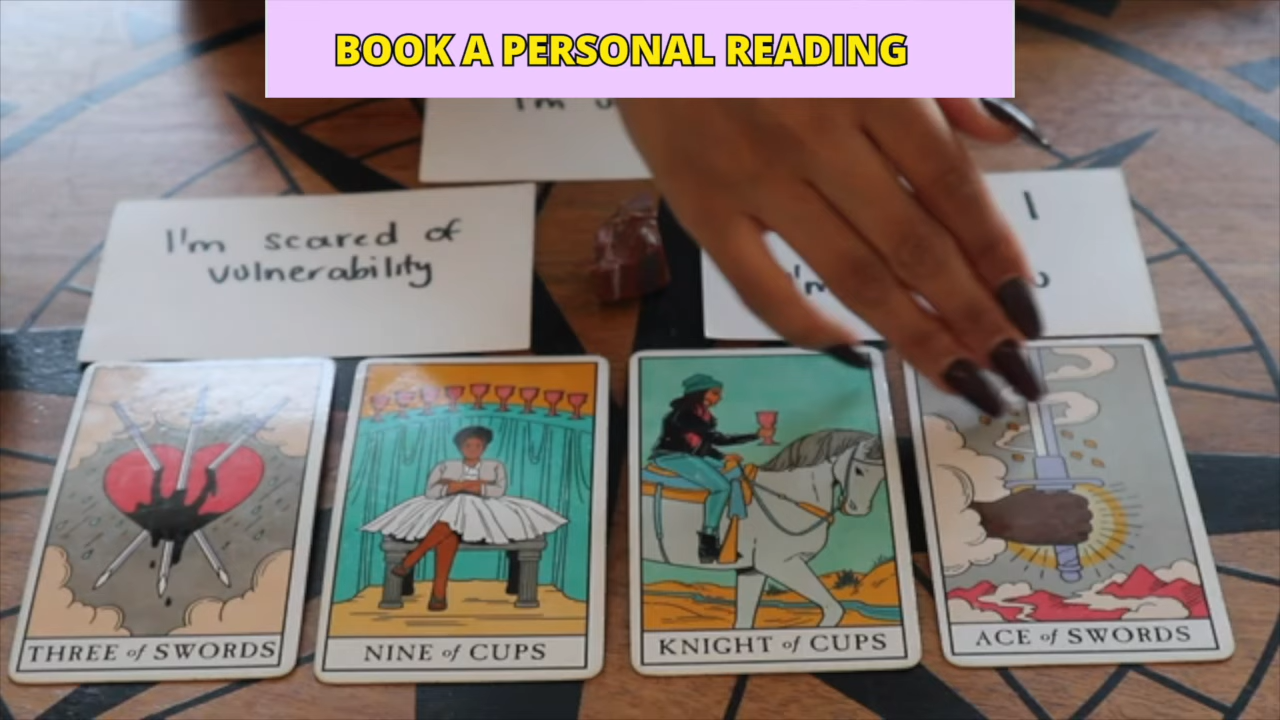 BOOK A PERSONAL READING
I'm
I'm scared of
vulnerability
I
I'm
THREE of SWORDS
NINE of CUPS
KNIGHT of CUPS
ACE of SWORDS